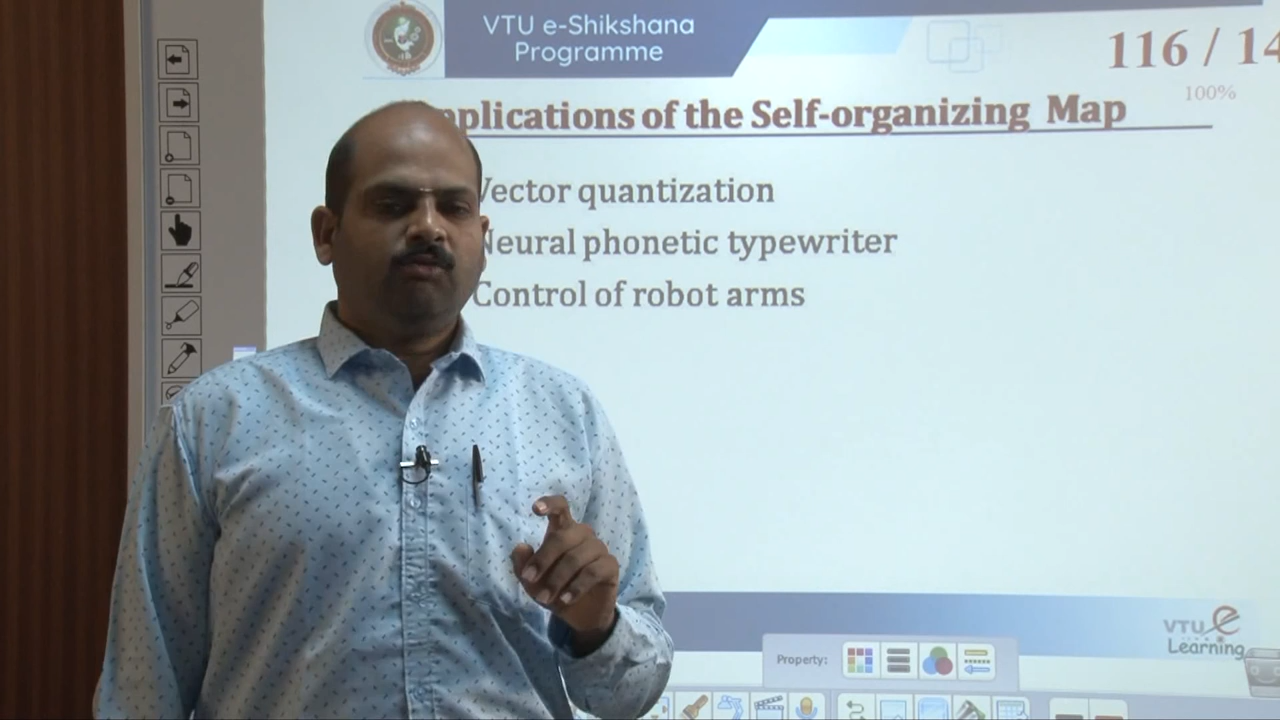 VTU e-Shikshana
Programme
116 / 14
100%
plications of the Self-organizing Map
Vector quantization
Neural phonetic typewriter
Control of robot arms
VTU e
Learning
Property: